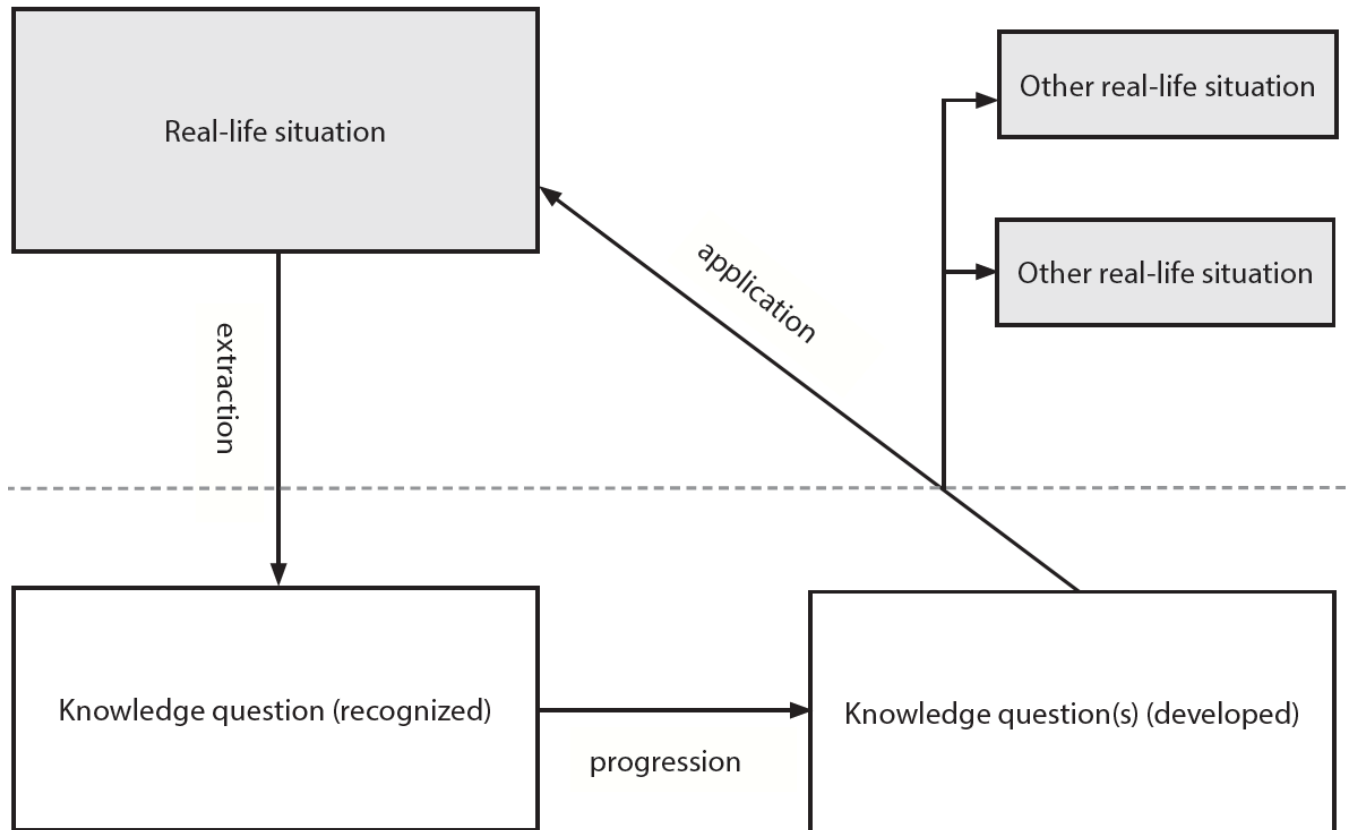 Real-life situation
Other real-life situation
Other real-life situation
application
extraction
Knowledge question (recognized)
Knowledge question(s) (developed)
progression